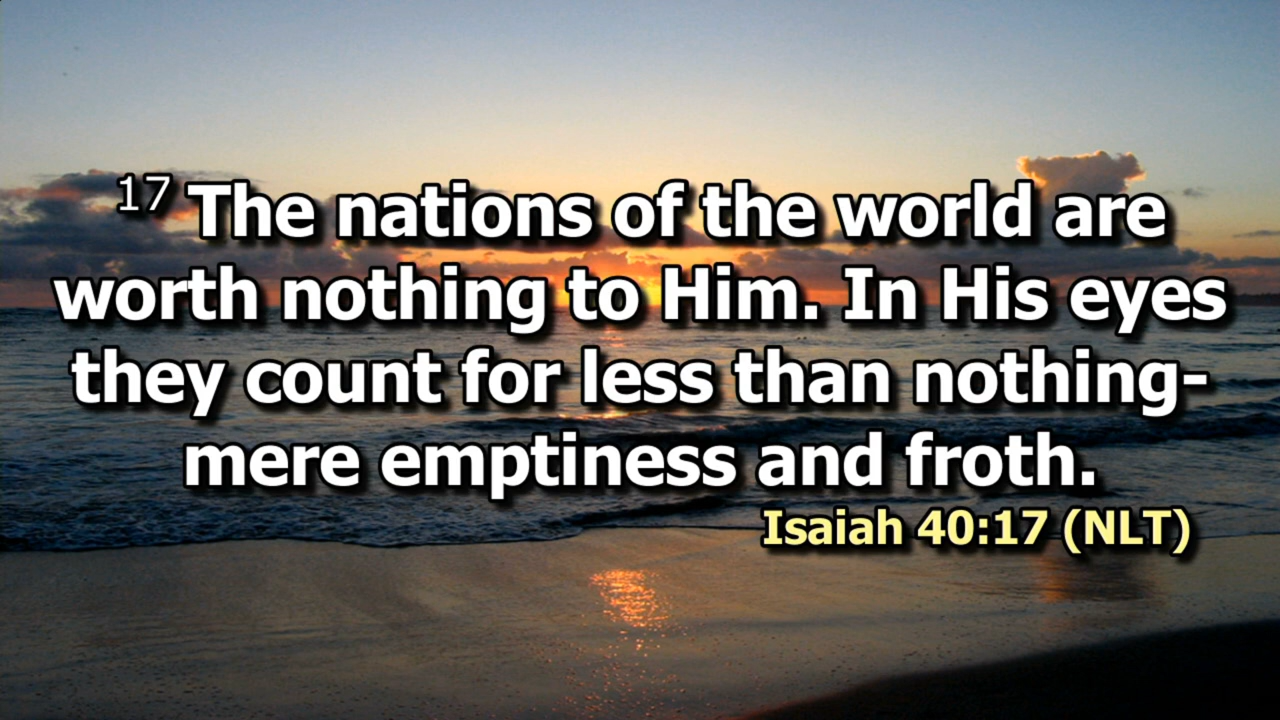 17 The nations of the world are
worth nothing to Him. In His eyes
they count for less than nothing-
mere emptiness and froth.
Isaiah 40:17 (NLT)